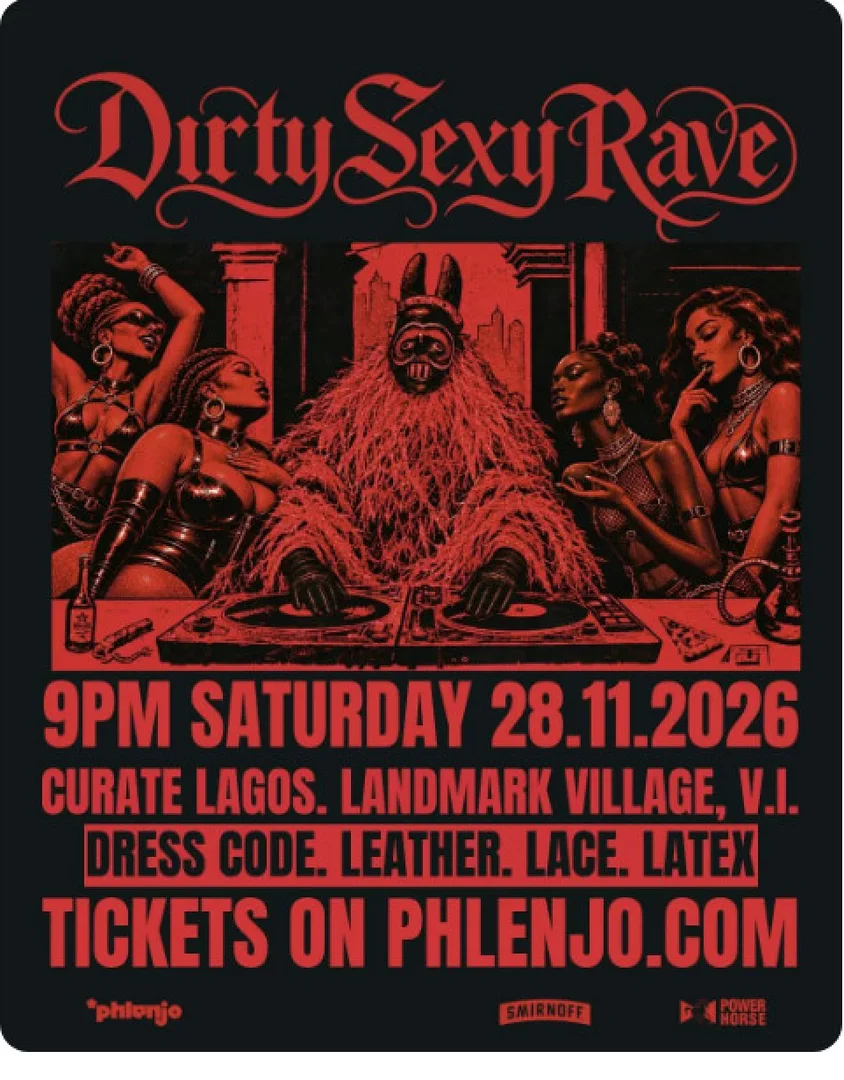 Dirty Sexy Rave
9PM SATURDAY 28.11.2026
CURATE LAGOS. LANDMARK VILLAGE, V.I.
DRESS CODE. LEATHER. LACE. LATEX
TICKETS ON PHLENJO.COM
*phlenjo
SMIRNOFF
POWER
HORSE